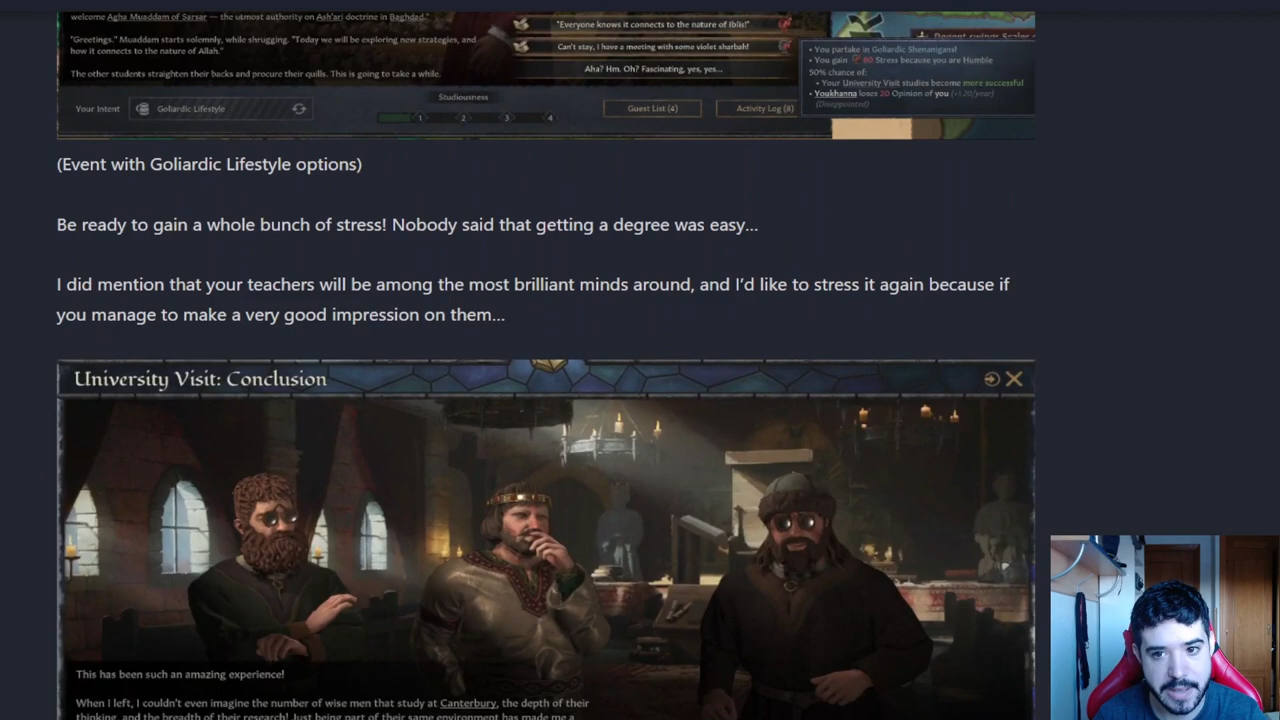 welcome Agha Muaddam of Sarsar — the utmost authority on Ash'ari doctrine in Baghdad."
"Everyone knows it connects to the nature of Iblis!"
"Greetings." Muaddam starts solemnly, while shrugging. "Today we will be exploring new strategies, and
how it connects to the nature of Allah."
Can't stay, I have a meeting with some violet sharbah!
The other students straighten their backs and procure their quills. This is going to take a while.
Aha? Hm. Oh? Fascinating, yes, yes...
• You partake in Goliardic Shenanigans!
• You gain 80 Stress because you are Humble
50% chance of:
• Your University Visit studies become more successful
• Youkhanna loses 20 Opinion of you (+1.20/year)
(Disappointed)
Your Intent
Goliardic Lifestyle
Studiousness
1 2 3 4
Guest List (4)
Activity Log (8)
(Event with Goliardic Lifestyle options)
Be ready to gain a whole bunch of stress! Nobody said that getting a degree was easy...
I did mention that your teachers will be among the most brilliant minds around, and I'd like to stress it again because if
you manage to make a very good impression on them...
University Visit: Conclusion
This has been such an amazing experience!
When I left, I couldn't even imagine the number of wise men that study at Canterbury, the depth of their
thinking, and the breadth of their research! Just being part of their same environment has made me a